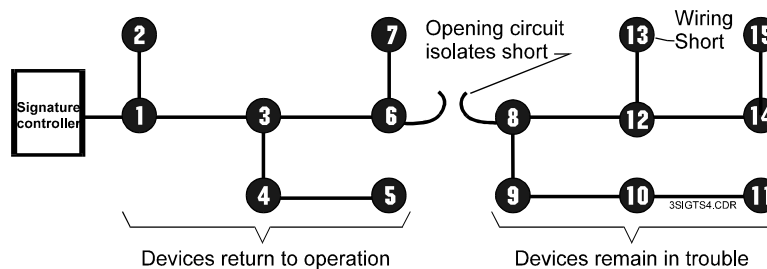 2
7
Opening circuit
isolates short
13
Wiring
Short
15
Signature
controller
1
3
6
8
12
14
4
5
9
10
11
3SIGTS4.CDR
Devices return to operation
Devices remain in trouble